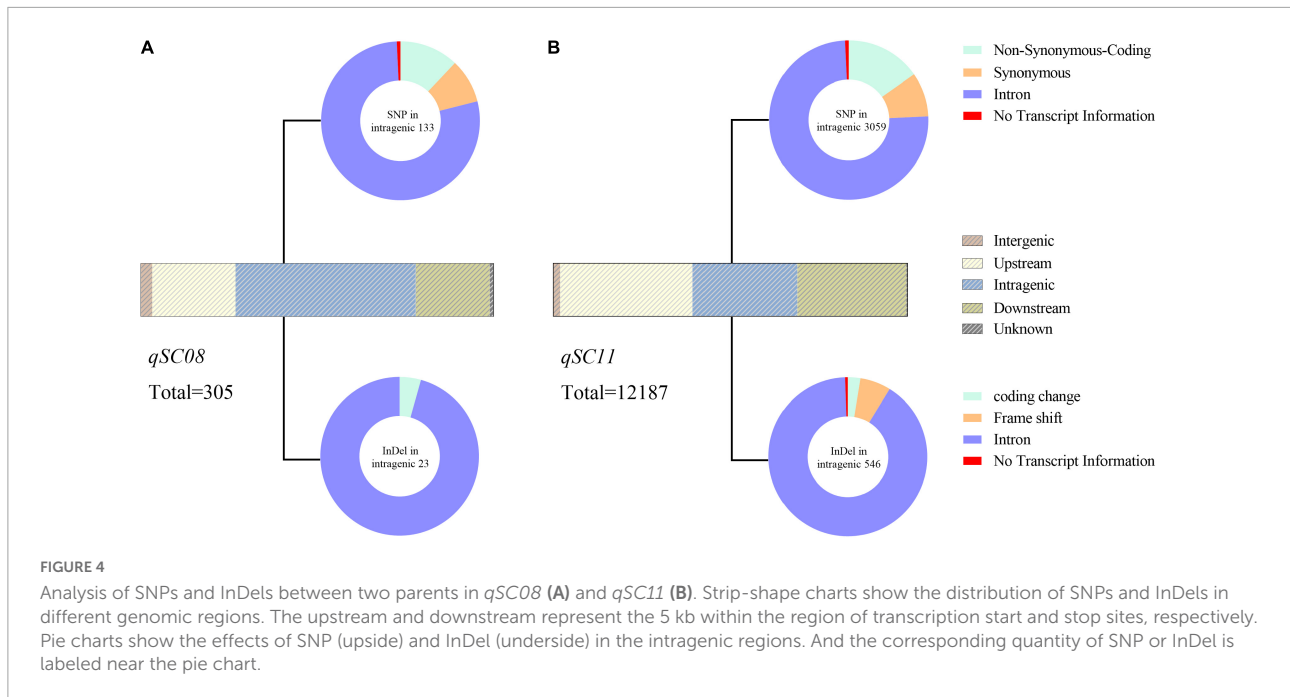 A
B
SNP in
intragenic 133
SNP in
intragenic 3059
Non-Synonymous-Coding
Synonymous
Intron
No Transcript Information
Intergenic
Upstream
Intragenic
Downstream
Unknown
qSC08
Total=305
qSC11
Total=12187
InDel in
intragenic 23
InDel in
intragenic 546
coding change
Frame shift
Intron
No Transcript Information
FIGURE 4
Analysis of SNPs and InDels between two parents in qSC08 (A) and qSC11 (B). Strip-shape charts show the distribution of SNPs and InDels in
different genomic regions. The upstream and downstream represent the 5 kb within the region of transcription start and stop sites, respectively.
Pie charts show the effects of SNP (upside) and InDel (underside) in the intragenic regions. And the corresponding quantity of SNP or InDel is
labeled near the pie chart.